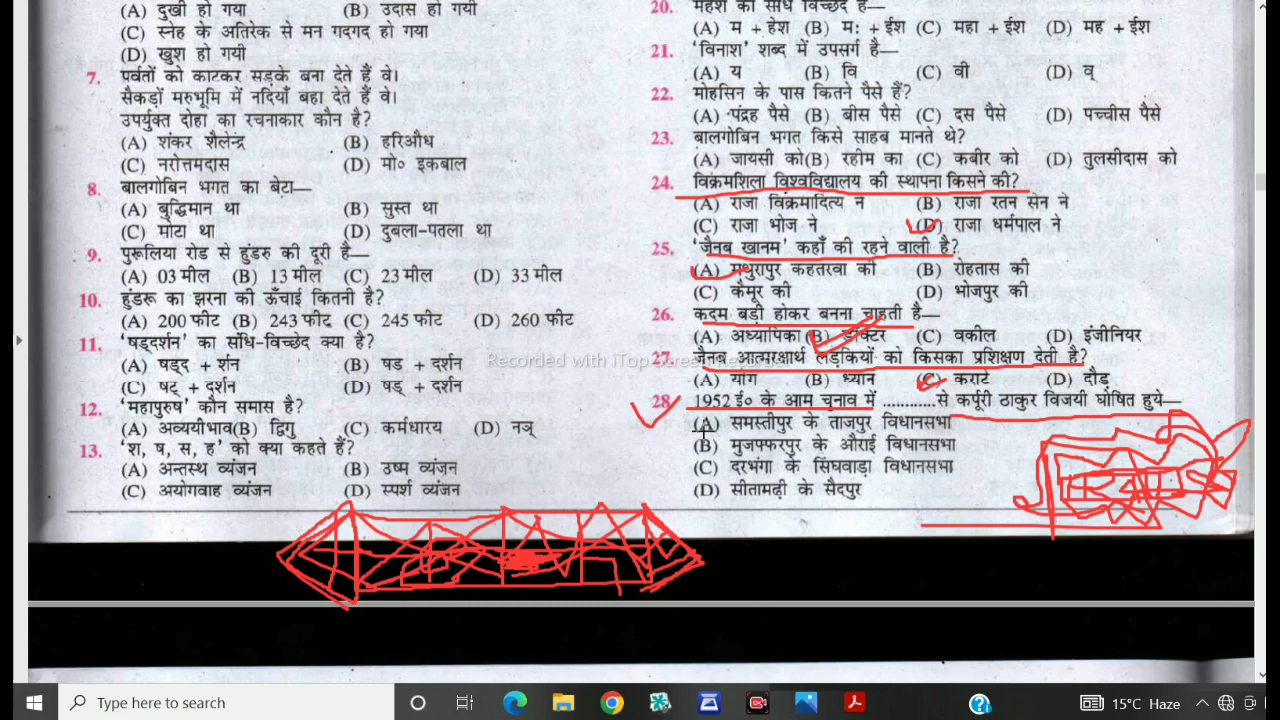 (A) दुखी हो गया (B) उदास हो गयी
(C) स्नेह के अतिरेक से मन गदगद हो गया
(D) खुश हो गयी
7. पर्वतों को काटकर सड़कें बना देते हैं वे।
सैकड़ों मरुभूमि में नदियाँ बहा देते हैं वे।
उपर्युक्त दोहा का रचनाकार कौन है?
(A) शंकर शैलेन्द्र (B) हरिऔध
(C) नरोत्तमदास (D) मो० इकबाल
8. बालगोबिन भगत का बेटा—
(A) बुद्धिमान था (B) सुस्त था
(C) मोटा था (D) दुबला-पतला था
9. पुरूलिया रोड से हुंडरु की दूरी है—
(A) 03 मील (B) 13 मील (C) 23 मील (D) 33 मील
10. हुंडरू का झरना की ऊँचाई कितनी है?
(A) 200 फीट (B) 243 फीट (C) 245 फीट (D) 260 फीट
11. 'षड्दर्शन' का संधि-विच्छेद क्या है?
(A) षड्द् + र्शन (B) षड + दर्शन
(C) षट् + दर्शन (D) षड् + दर्शन
12. 'महापुरुष' कौन समास है?
(A) अव्ययीभाव (B) द्विगु (C) कर्मधारय (D) नञ्
13. 'श, ष, स, ह' को क्या कहते हैं?
(A) अन्तस्थ व्यंजन (B) उष्म व्यंजन
(C) अयोगवाह व्यंजन (D) स्पर्श व्यंजन
20. महेश का संधि विच्छेद है—
(A) म + हेश (B) म: + ईश (C) महा + ईश (D) मह + ईश
21. 'विनाश' शब्द में उपसर्ग है—
(A) य (B) वि (C) वी (D) व्
22. मोहसिन के पास कितने पैसे हैं?
(A) पंद्रह पैसे (B) बीस पैसे (C) दस पैसे (D) पच्चीस पैसे
23. बालगोबिन भगत किसे साहब मानते थे?
(A) जायसी को (B) रहीम का (C) कबीर को (D) तुलसीदास को
24. विक्रमशिला विश्वविद्यालय की स्थापना किसने की?
(A) राजा विक्रमादित्य ने (B) राजा रतन सेन ने
(C) राजा भोज ने (D) राजा धर्मपाल ने
25. 'जैनब खानम' कहाँ की रहने वाली है?
(A) मथुरापुर कहतरवा की (B) रोहतास की
(C) कैमूर की (D) भोजपुर की
26. कदम बड़ी होकर बनना चाहती है—
(A) अध्यापिका (B) डॉक्टर (C) वकील (D) इंजीनियर
27. जैनब आत्मरक्षार्थ लड़कियों को किसका प्रशिक्षण देती है?
(A) योग (B) ध्यान (C) कराटे (D) दौड़
28. 1952 ई० के आम चुनाव में ............से कर्पूरी ठाकुर विजयी घोषित हुये—
(A) समस्तीपुर के ताजपुर विधानसभा
(B) मुजफ्फरपुर के औराई विधानसभा
(C) दरभंगा के सिंघवाड़ा विधानसभा
(D) सीतामढ़ी के सैदपुर
Recorded with iTop Screen Recorder
Type here to search
15°C Haze